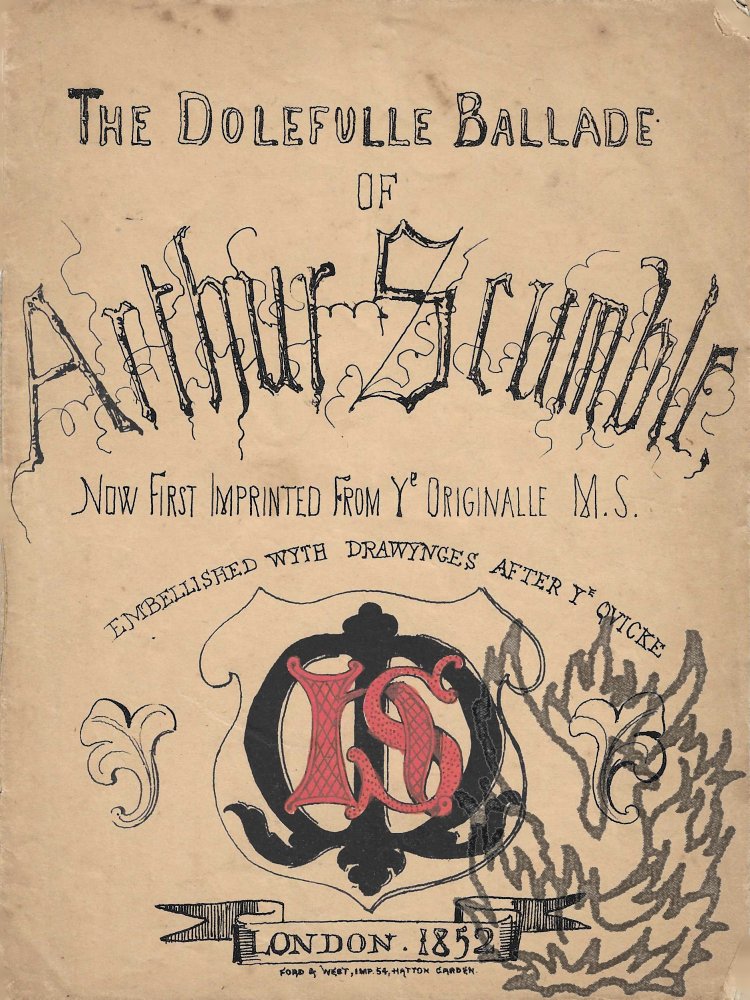 THE DOLEFULLE BALLADE
OF
Arthur Scumble,
NOW FIRST IMPRINTED FROM Yᵉ ORIGINALLE M.S.
EMBELLISHED WYTH DRAWYNGES AFTER Yᴱ QVICKE
IS
LONDON. 1852
FORD & WEST, IMP. 54, HATTON GARDEN.